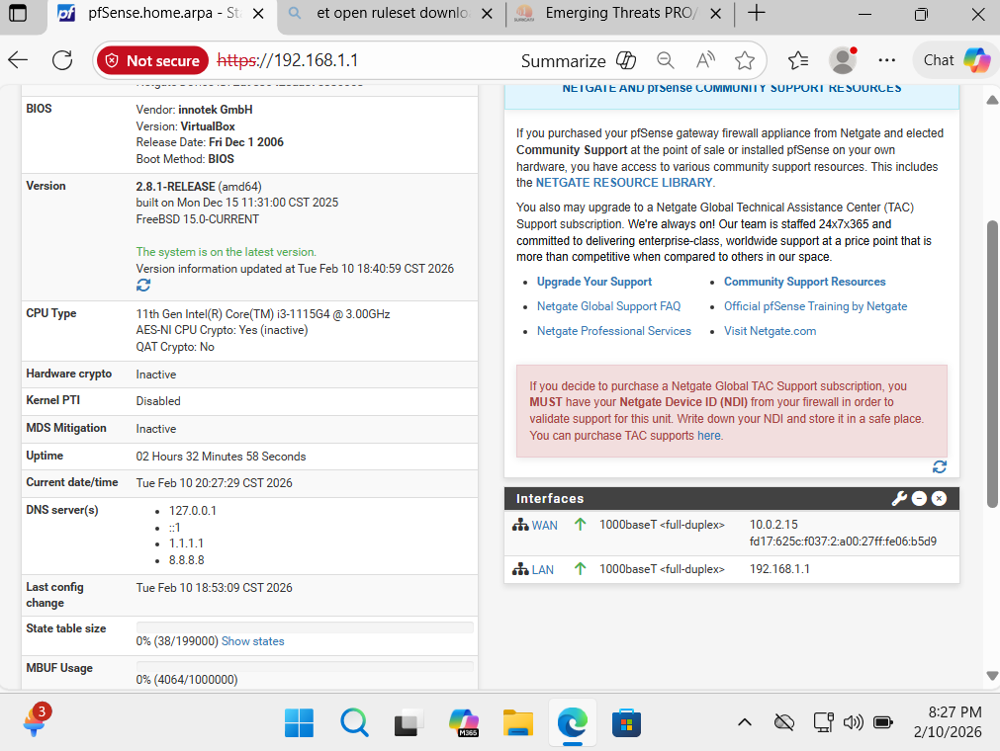 pfSense.home.arpa - Sta
et open ruleset downlo
Emerging Threats PRO/
Not secure
https://192.168.1.1
Summarize
Chat
BIOS
Vendor: innotek GmbH
Version: VirtualBox
Release Date: Fri Dec 1 2006
Boot Method: BIOS
Version
2.8.1-RELEASE (amd64)
built on Mon Dec 15 11:31:00 CST 2025
FreeBSD 15.0-CURRENT
The system is on the latest version.
Version information updated at Tue Feb 10 18:40:59 CST 2026
CPU Type
11th Gen Intel(R) Core(TM) i3-1115G4 @ 3.00GHz
AES-NI CPU Crypto: Yes (inactive)
QAT Crypto: No
Hardware crypto
Inactive
Kernel PTI
Disabled
MDS Mitigation
Inactive
Uptime
02 Hours 32 Minutes 58 Seconds
Current date/time
Tue Feb 10 20:27:29 CST 2026
DNS server(s)
127.0.0.1
::1
1.1.1.1
8.8.8.8
Last config
change
Tue Feb 10 18:53:09 CST 2026
State table size
0% (38/199000) Show states
MBUF Usage
0% (4064/1000000)
NETGATE AND pfSense COMMUNITY SUPPORT RESOURCES
If you purchased your pfSense gateway firewall appliance from Netgate and elected
Community Support at the point of sale or installed pfSense on your own
hardware, you have access to various community support resources. This includes
the NETGATE RESOURCE LIBRARY.
You also may upgrade to a Netgate Global Technical Assistance Center (TAC)
Support subscription. We're always on! Our team is staffed 24x7x365 and
committed to delivering enterprise-class, worldwide support at a price point that is
more than competitive when compared to others in our space.
Upgrade Your Support
Community Support Resources
Netgate Global Support FAQ
Official pfSense Training by Netgate
Netgate Professional Services
Visit Netgate.com
If you decide to purchase a Netgate Global TAC Support subscription, you
MUST have your Netgate Device ID (NDI) from your firewall in order to
validate support for this unit. Write down your NDI and store it in a safe place.
You can purchase TAC supports here.
Interfaces
WAN
1000baseT <full-duplex>
10.0.2.15
fd17:625c:f037:2:a00:27ff:fe06:b5d9
LAN
1000baseT <full-duplex>
192.168.1.1
3
M365
8:27 PM
2/10/2026